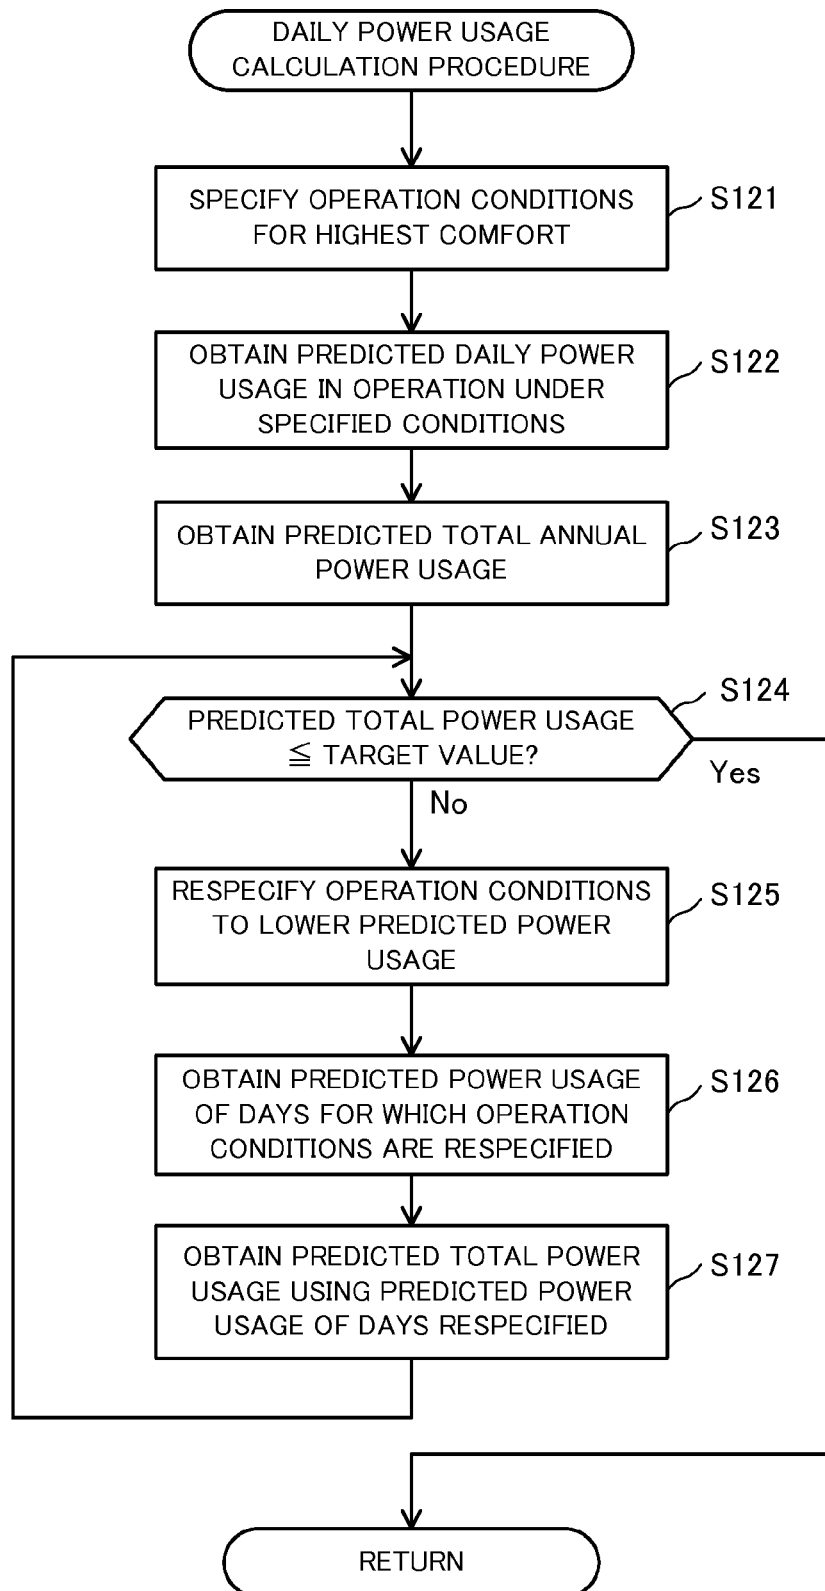 DAILY POWER USAGE
CALCULATION PROCEDURE
SPECIFY OPERATION CONDITIONS
FOR HIGHEST COMFORT
S121
OBTAIN PREDICTED DAILY POWER
USAGE IN OPERATION UNDER
SPECIFIED CONDITIONS
S122
OBTAIN PREDICTED TOTAL ANNUAL
POWER USAGE
S123
PREDICTED TOTAL POWER USAGE
≦ TARGET VALUE?
S124
Yes
No
RESPECIFY OPERATION CONDITIONS
TO LOWER PREDICTED POWER
USAGE
S125
OBTAIN PREDICTED POWER USAGE
OF DAYS FOR WHICH OPERATION
CONDITIONS ARE RESPECIFIED
S126
OBTAIN PREDICTED TOTAL POWER
USAGE USING PREDICTED POWER
USAGE OF DAYS RESPECIFIED
S127
RETURN